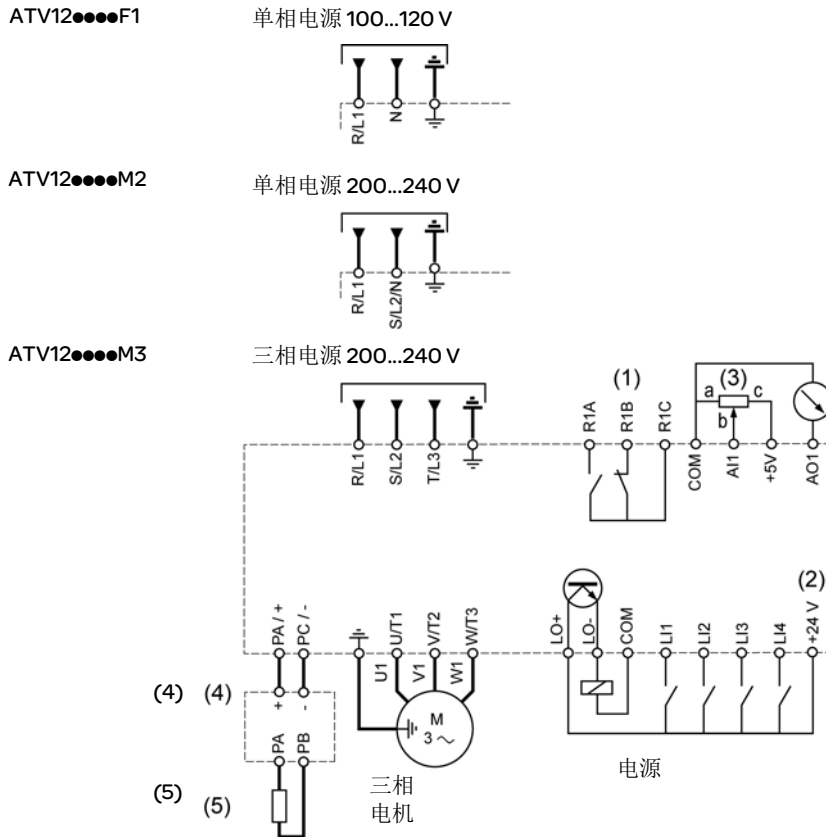 ATV12●●●●F1 单相电源 100...120 V
R/L1 N
ATV12●●●●M2 单相电源 200...240 V
R/L1 S/L2/N
ATV12●●●●M3 三相电源 200...240 V
(1) a (3) c
b
R/L1 S/L2 T/L3 R1A R1B R1C COM AI1 +5V AO1
(2)
PA / + PC / - U/T1 V/T2 W/T3 LO+ LO- COM LI1 LI2 LI3 LI4 +24 V
U1 V1 W1
(4) (4) + -
M
3 ~
PA PB
电源
三相
电机
(5) (5)